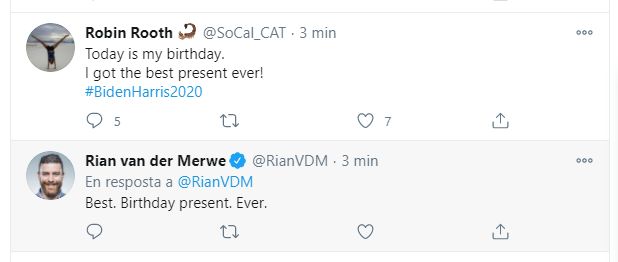 Robin Rooth @SoCal_CAT · 3 min
Today is my birthday.
I got the best present ever!
#BidenHarris2020
5 7
Rian van der Merwe @RianVDM · 3 min
En resposta a @RianVDM
Best. Birthday present. Ever.